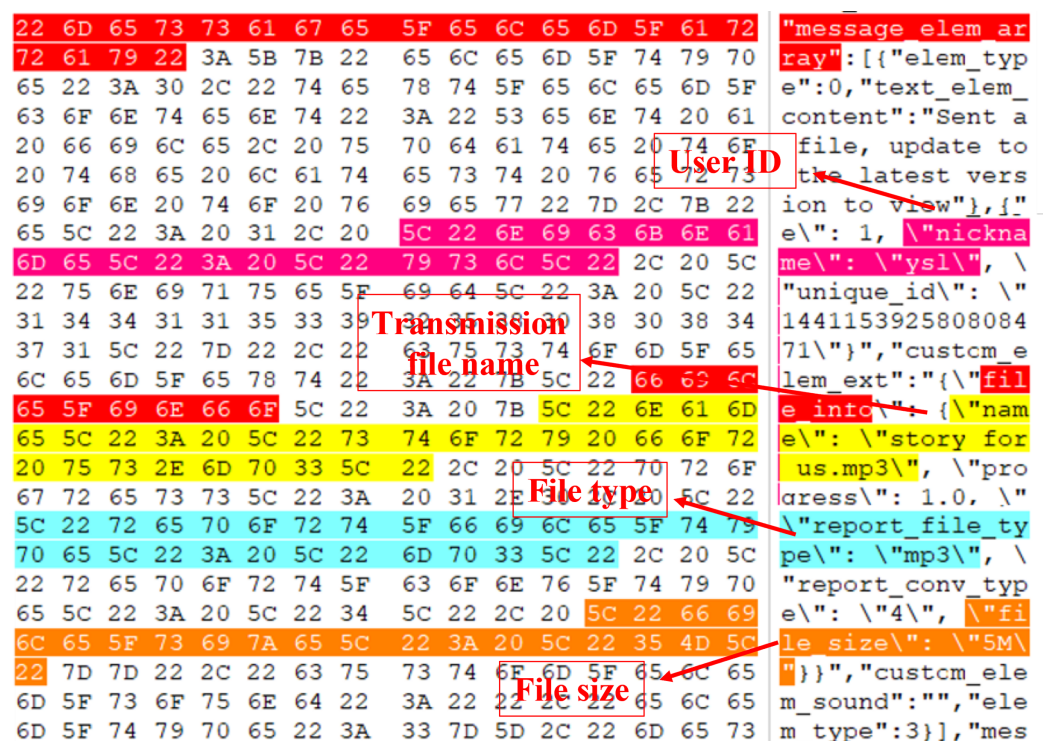 22 6D 65 73 73 61 67 65 5F 65 6C 65 6D 5F 61 72 "message_elem_ar
72 61 79 22 3A 5B 7B 22 65 6C 65 6D 5F 74 79 70 ray":[{"elem_typ
65 22 3A 30 2C 22 74 65 78 74 5F 65 6C 65 6D 5F e":0,"text_elem_
63 6F 6E 74 65 6E 74 22 3A 22 53 65 6E 74 20 61 content":"Sent a
20 66 69 6C 65 2C 20 75 70 64 61 74 65 20 74 6F file, update to
User ID
20 74 68 65 20 6C 61 74 65 73 74 20 76 65 72 73 the latest vers
69 6F 6E 20 74 6F 20 76 69 65 77 22 7D 2C 7B 22 ion to view"},{"
65 5C 22 3A 20 31 2C 20 5C 22 6E 69 63 6B 6E 61 e\": 1, \"nickna
6D 65 5C 22 3A 20 5C 22 79 73 6C 5C 22 2C 20 5C me\": \"ysl\", \
22 75 6E 69 71 75 65 5F 69 64 5C 22 3A 20 5C 22 "unique_id\": \"
31 34 34 31 31 35 33 39 32 35 38 30 38 30 38 34 1441153925808084
Transmission
file name
37 31 5C 22 7D 22 2C 22 63 75 73 74 6F 6D 5F 65 71\"}","custom_e
6C 65 6D 5F 65 78 74 22 3A 22 7B 5C 22 66 69 6C lem_ext":"{\"fil
65 5F 69 6E 66 6F 5C 22 3A 20 7B 5C 22 6E 61 6D e_info\": {\"nam
65 5C 22 3A 20 5C 22 73 74 6F 72 79 20 66 6F 72 e\": \"story for
20 75 73 2E 6D 70 33 5C 22 2C 20 5C 22 70 72 6F us.mp3\", \"pro
File type
67 72 65 73 73 5C 22 3A 20 31 2E 30 2C 20 5C 22 gress\": 1.0, \"
5C 22 72 65 70 6F 72 74 5F 66 69 6C 65 5F 74 79 \"report_file_ty
70 65 5C 22 3A 20 5C 22 6D 70 33 5C 22 2C 20 5C pe\": \"mp3\", \
22 72 65 70 6F 72 74 5F 63 6F 6E 76 5F 74 79 70 "report_conv_typ
65 5C 22 3A 20 5C 22 34 5C 22 2C 20 5C 22 66 69 e\": \"4\", \"fi
6C 65 5F 73 69 7A 65 5C 22 3A 20 5C 22 35 4D 5C le_size\": \"5M\
22 7D 7D 22 2C 22 63 75 73 74 6F 6D 5F 65 6C 65 "}}","custom_ele
File size
6D 5F 73 6F 75 6E 64 22 3A 22 22 2C 22 65 6C 65 m_sound":"","ele
6D 5F 74 79 70 65 22 3A 33 7D 5D 2C 22 6D 65 73 m_type":3}],"mes